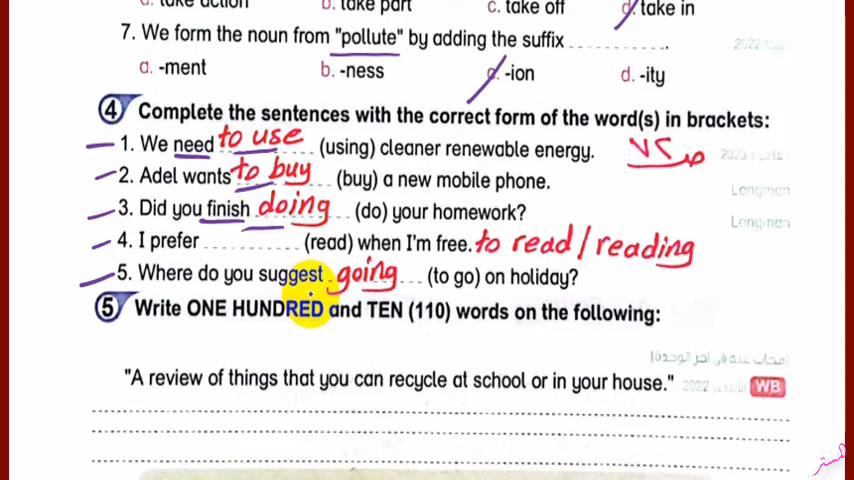 a. take action b. take part c. take off d. take in
7. We form the noun from "pollute" by adding the suffix ............
a. -ment b. -ness c. -ion d. -ity
4 Complete the sentences with the correct form of the word(s) in brackets:
1. We need to use (using) cleaner renewable energy. ص ٧٢
2. Adel wants to buy (buy) a new mobile phone.
Longman
3. Did you finish doing (do) your homework?
Longman
4. I prefer ............ (read) when I'm free. to read / reading
5. Where do you suggest going (to go) on holiday?
5 Write ONE HUNDRED and TEN (110) words on the following:
"A review of things that you can recycle at school or in your house." 2022 WB